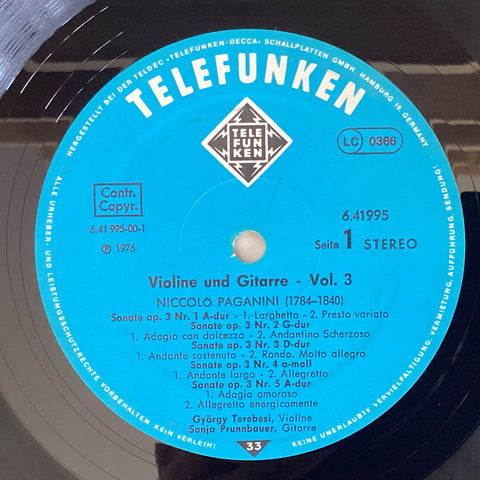 HERGESTELLT BEI DER TELDEC »TELEFUNKEN-DECCA« SCHALLPLATTEN GMBH, HAMBURG 12 GERMANY
TELEFUNKEN
TELE
FUN
KEN
LC 0366
Contr.
Copyr.
6.41 995-00-1
℗ 1976
6.41995
Seite 1 STEREO
Violine und Gitarre - Vol. 3
NICCOLÒ PAGANINI (1784-1840)
Sonate op. 3 Nr. 1 A-dur - 1. Larghetto - 2. Presto variato
Sonate op. 3 Nr. 2 G-dur
1. Adagio con dolcezza - 2. Andantino Scherzoso
Sonate op. 3 Nr. 3 D-dur
1. Andante sostenuto - 2. Rondo. Molto allegro
Sonate op. 3 Nr. 4 a-moll
1. Andante largo - 2. Allegretto
Sonate op. 3 Nr. 5 A-dur
1. Adagio amoroso
2. Allegretto energicamente
György Terebesi, Violine
Sonja Prunnbauer, Gitarre
33
ALLE URHEBER- UND LEISTUNGSSCHUTZRECHTE VORBEHALTEN KEIN VERLEIH!
KEINE UNERLAUBTE VERVIELFÄLTIGUNG, VERMIETUNG, AUFFÜHRUNG, SENDUNG!